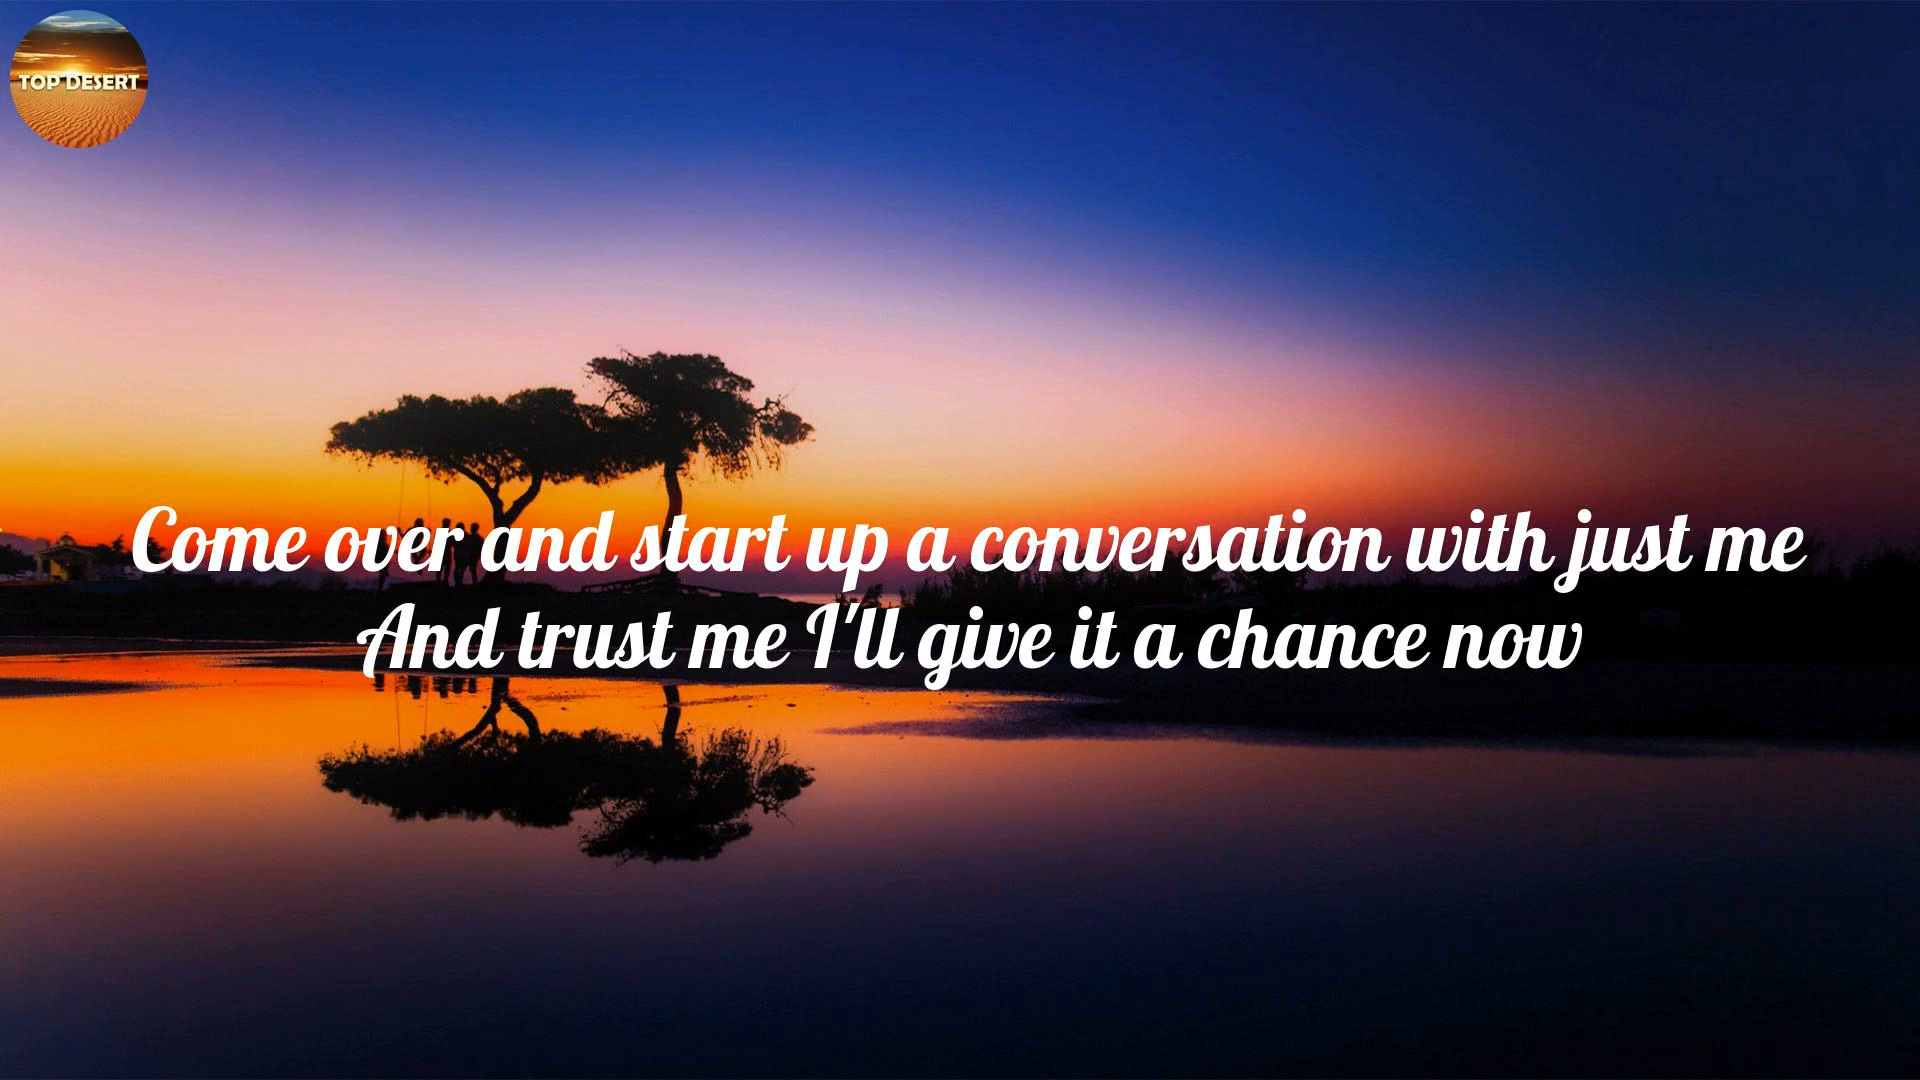 TOP DESERT
Come over and start up a conversation with just me
And trust me I'll give it a chance now